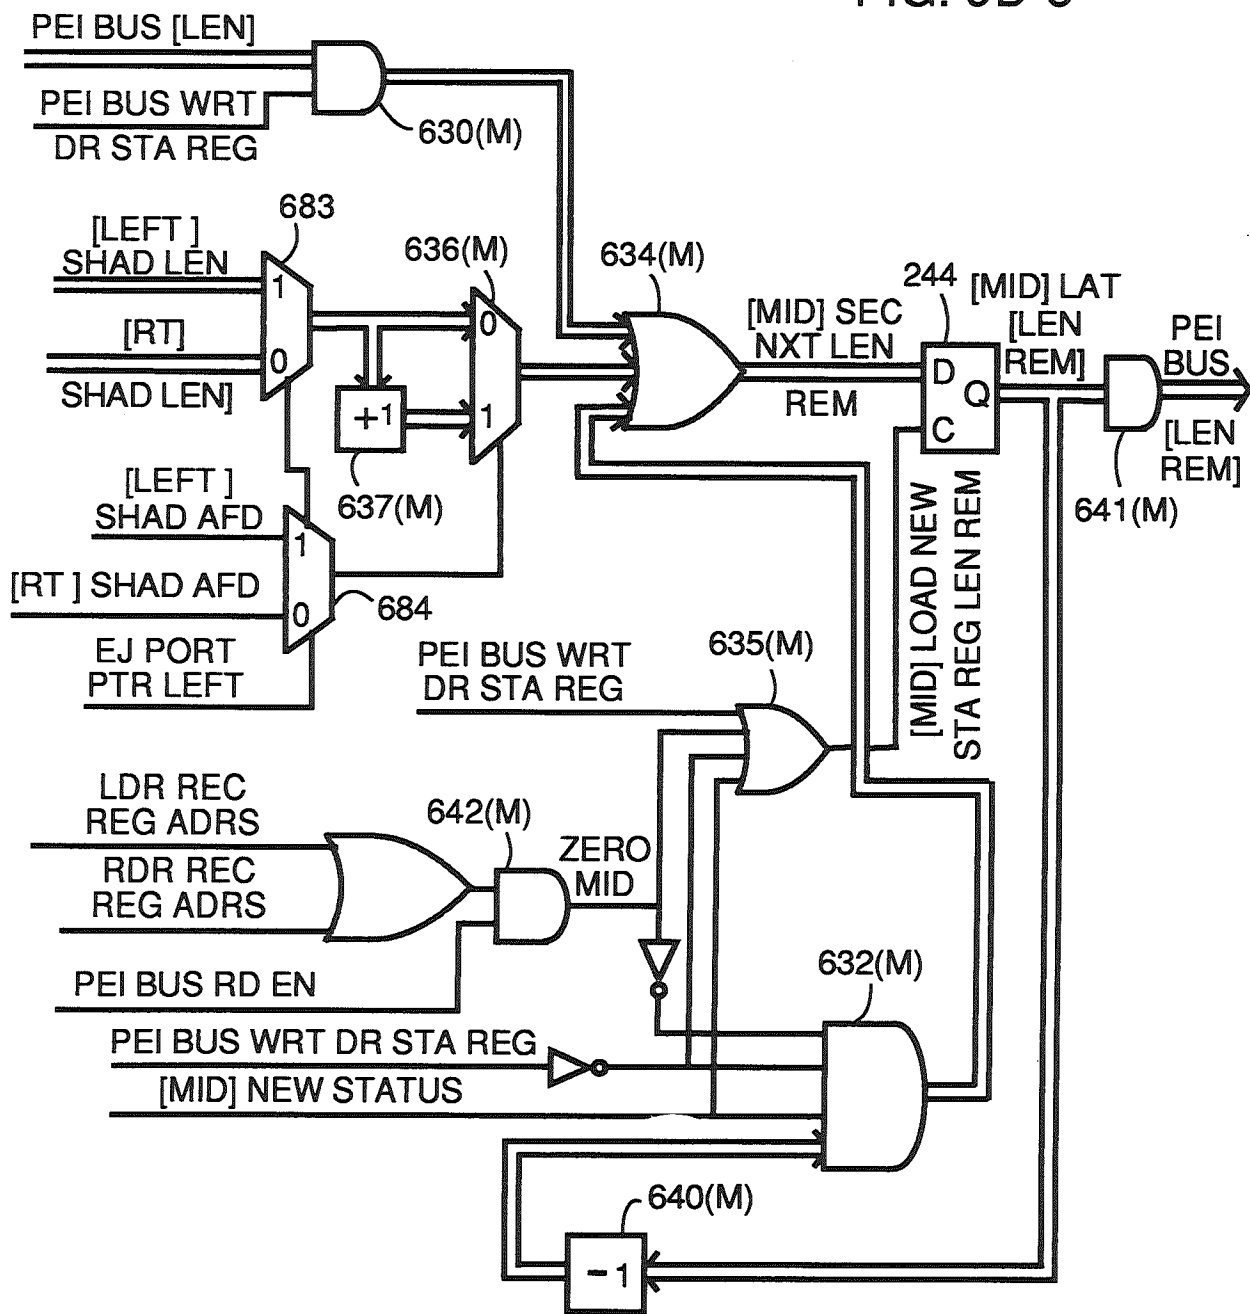 PEI BUS [LEN]
PEI BUS WRT
DR STA REG
630(M)
683
[LEFT ]
SHAD LEN
1
[RT]
0
SHAD LEN]
636(M)
0
1
+1
637(M)
634(M)
[MID] SEC
NXT LEN
REM
244
D
Q
C
[MID] LAT
[LEN
REM]
PEI
BUS
[LEN
REM]
641(M)
[LEFT ]
SHAD AFD
1
[RT ] SHAD AFD
0
684
EJ PORT
PTR LEFT
[MID] LOAD NEW
STA REG LEN REM
PEI BUS WRT
DR STA REG
635(M)
LDR REC
REG ADRS
RDR REC
REG ADRS
642(M)
ZERO
MID
PEI BUS RD EN
632(M)
PEI BUS WRT DR STA REG
[MID] NEW STATUS
640(M)
- 1